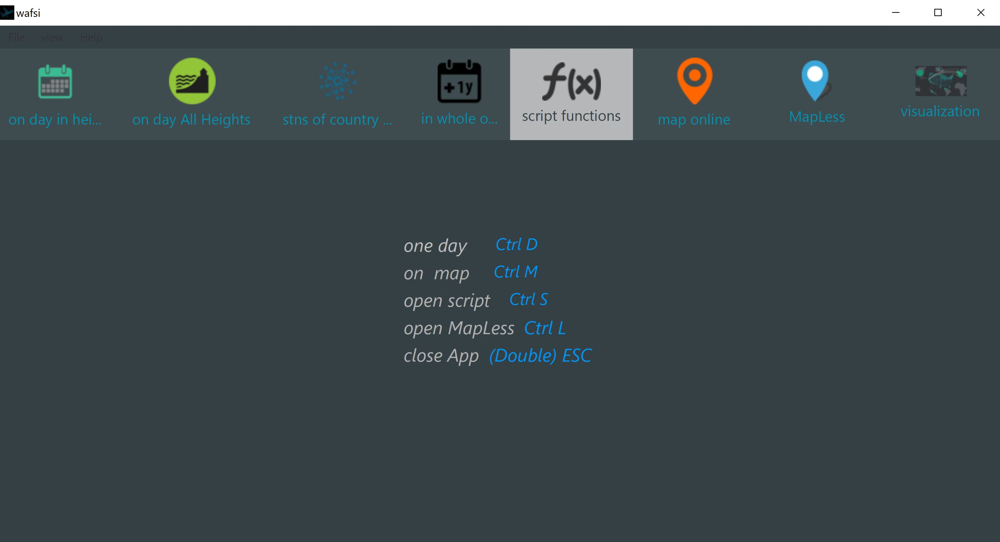 wafsi
File view Help
+1y
f(x)
on day in hei...
on day All Heights
stns of country ...
in whole o...
script functions
map online
MapLess
visualization
one day Ctrl D
on map Ctrl M
open script Ctrl S
open MapLess Ctrl L
close App (Double) ESC